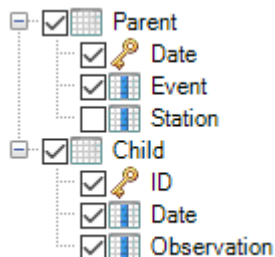 Parent
Date
Event
Station
Child
ID
Date
Observation